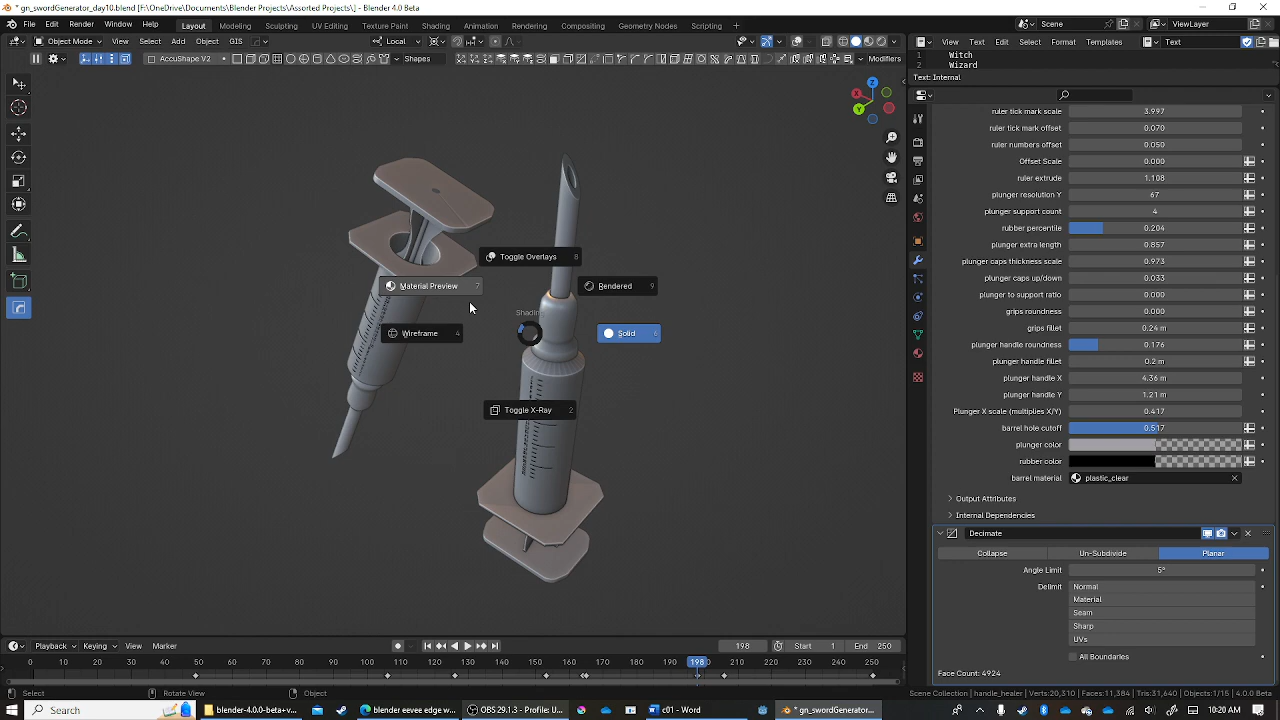 *gn_swordGenerator_day10.blend [F:\OneDrive\Documents\Assorted Projects\] - Blender 4.0 Beta
File Edit Render Window Help Layout Modeling Sculpting UV Editing Texture Paint Shading Animation Rendering Compositing Geometry Nodes Scripting Scene ViewLayer
Object Mode View Select Add Object GIS Local View Text Edit Select Format Templates Text
AccuShape V2 Shapes Modifiers
1 Witch
2 Wizard
Text: Internal
ruler tick mark scale 3.997
ruler tick mark offset 0.070
ruler numbers offset 0.050
Offset Scale 0.000
ruler extrude 1.108
plunger resolution Y 67
plunger support count 4
rubber percentile 0.204
plunger extra length 0.857
plunger caps thickness scale 0.973
plunger caps up/down 0.033
plunger to support ratio 0.000
grips roundness 0.000
grips fillet 0.24 m
plunger handle roundness 0.176
plunger handle fillet 0.2 m
plunger handle X 4.36 m
plunger handle Y 1.21 m
Plunger X scale (multiplies X/Y) 0.417
barrel hole cutoff 0.517
plunger color
rubber color
barrel material plastic_clear
Output Attributes
Internal Dependencies
Decimate
Collapse Un-Subdivide Planar
Angle Limit 5°
Delimit Normal
Material
Seam
Sharp
UVs
All Boundaries
Face Count: 4924
Z
X
Y
Toggle Overlays 8
Material Preview 7
Rendered 9
Shadin
Wireframe 4
Solid 6
Toggle X-Ray 2
Playback Keying View Marker 198 Start 1 End 250
0 10 20 30 40 50 60 70 80 90 100 110 120 130 140 150 160 170 180 190 198 210 220 230 240 250
Select Rotate View Object Scene Collection | handle_healer | Verts:20,310 | Faces:11,384 | Tris:31,640 | Objects:1/15 | 4.0.0 Beta
Search blender-4.0.0-beta+v... blender eevee edge w... OBS 29.1.3 - Profile: U... c01 - Word * gn_swordGenerator... 10:20 AM